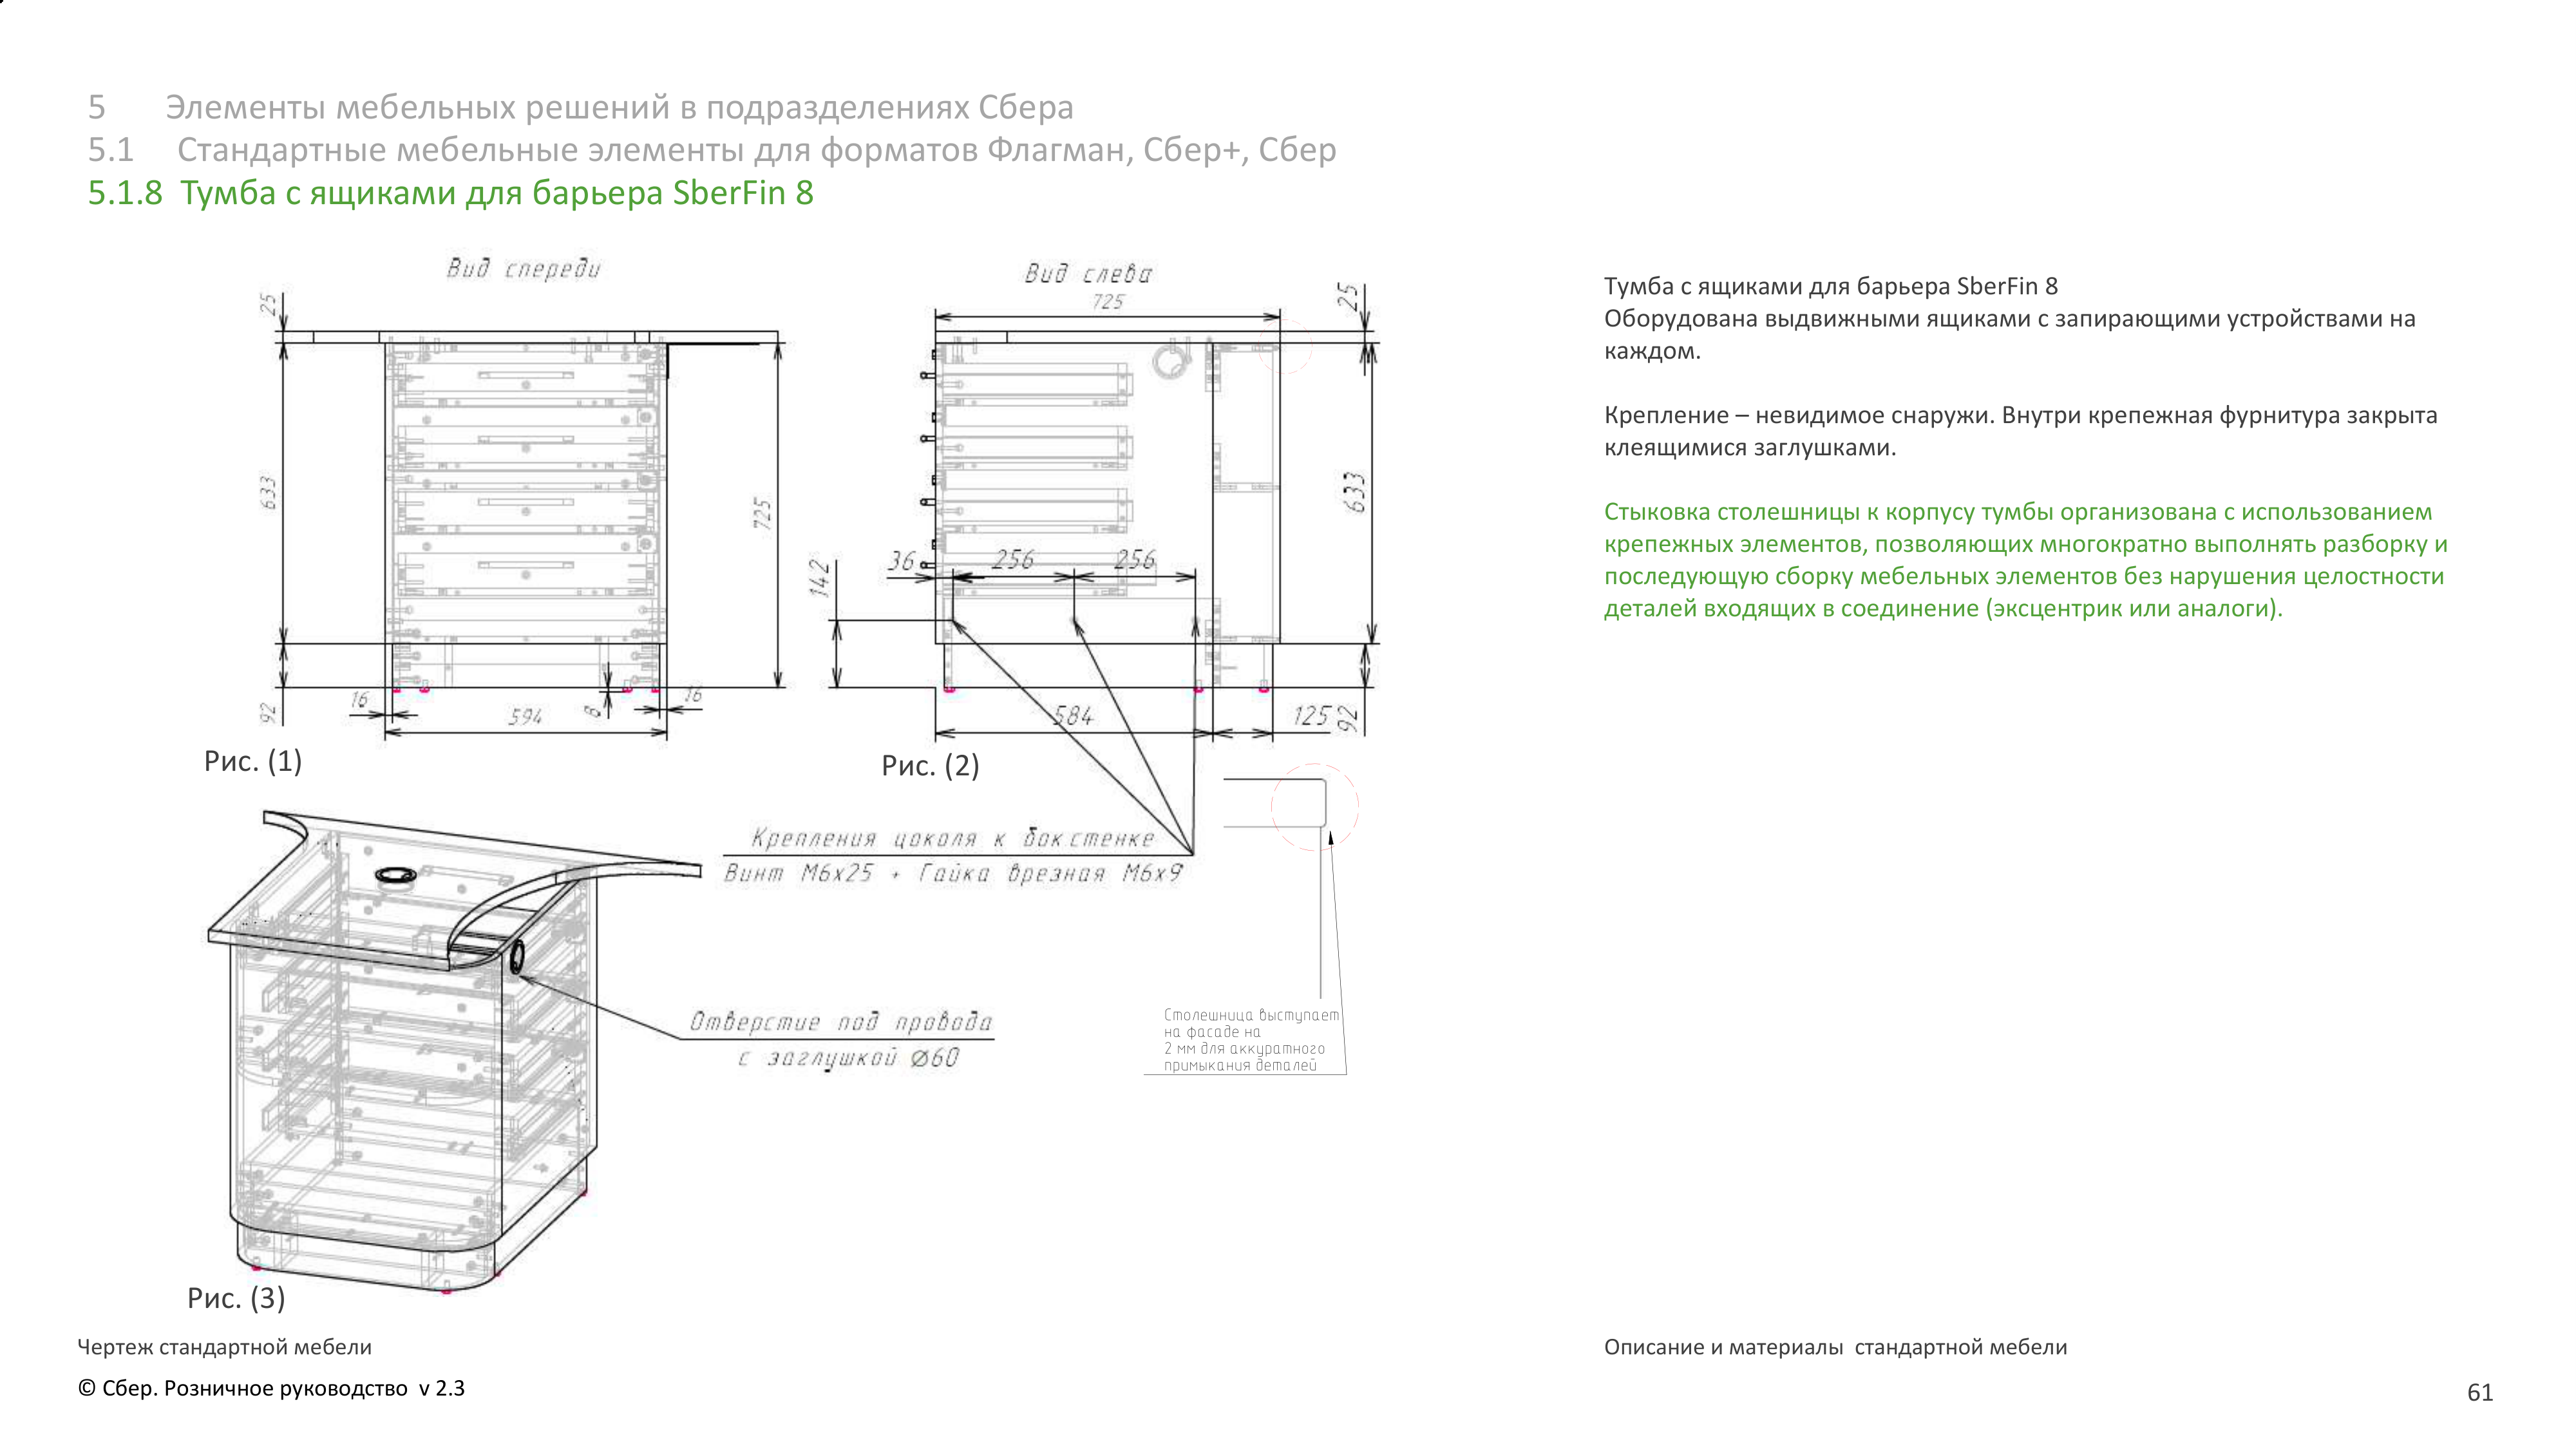 5 Элементы мебельных решений в подразделениях Сбера
5.1 Стандартные мебельные элементы для форматов Флагман, Сбер+, Сбер
5.1.8 Тумба с ящиками для барьера SberFin 8
Вид спереди
25
633
725
92
16
594
8
16
Рис. (1)
Вид слева
725
25
633
36
256
256
142
584
125
92
Рис. (2)
Крепления цоколя к бок стенке
Винт М6х25 + Гайка врезная М6х9
Отверстие под провода
с заглушкой Ø60
Столешница выступает
на фасаде на
2 мм для аккуратного
примыкания деталей
Рис. (3)
Тумба с ящиками для барьера SberFin 8
Оборудована выдвижными ящиками с запирающими устройствами на
каждом.
Крепление – невидимое снаружи. Внутри крепежная фурнитура закрыта
клеящимися заглушками.
Стыковка столешницы к корпусу тумбы организована с использованием
крепежных элементов, позволяющих многократно выполнять разборку и
последующую сборку мебельных элементов без нарушения целостности
деталей входящих в соединение (эксцентрик или аналоги).
Чертеж стандартной мебели
Описание и материалы стандартной мебели
© Сбер. Розничное руководство v 2.3
61